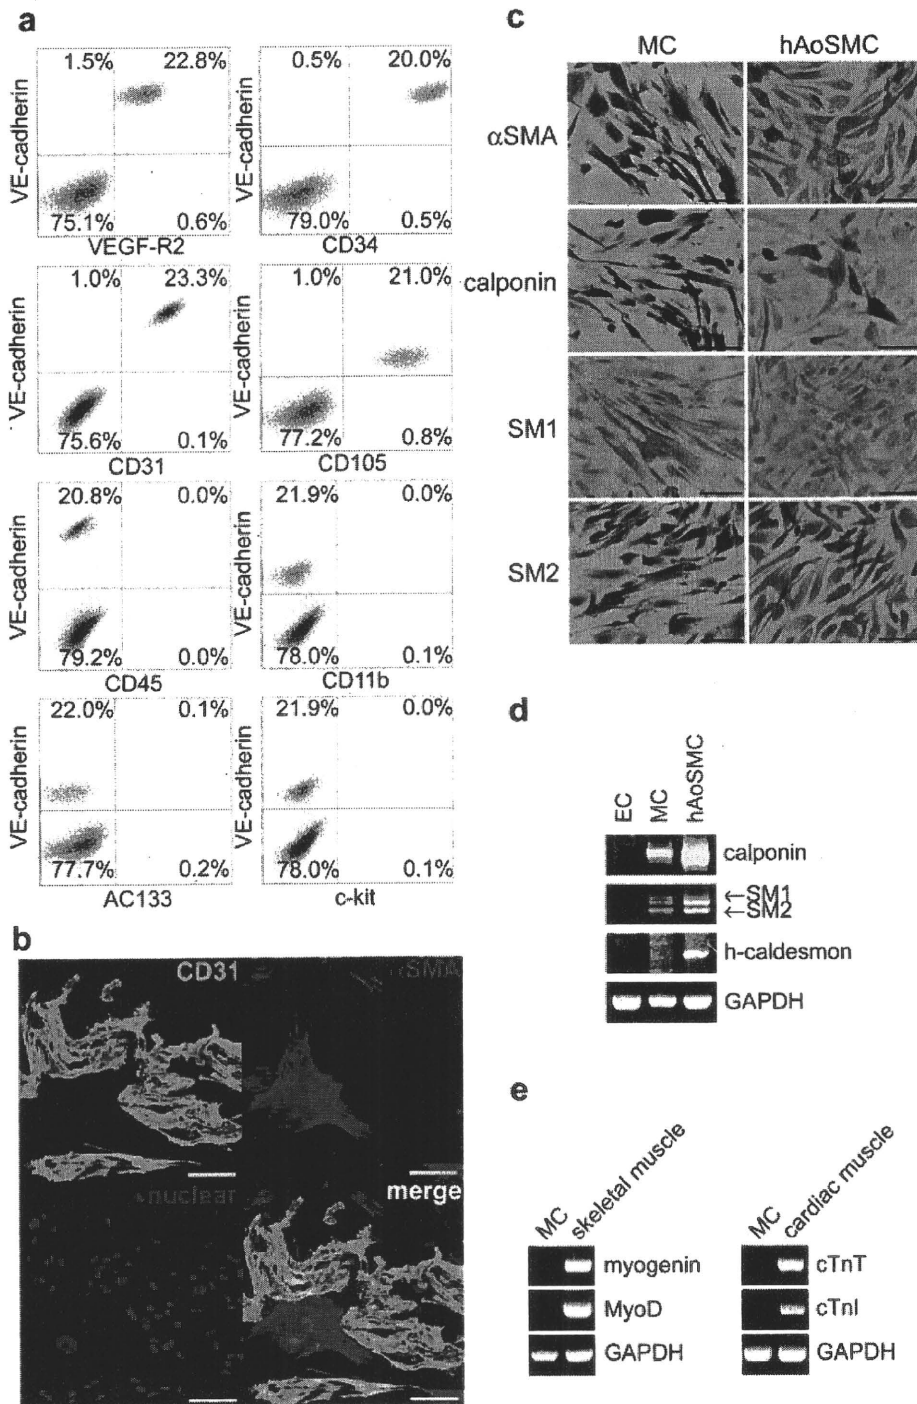 a
1.5% 22.8%
VE-cadherin
75.1% 0.6%
VEGF-R2
0.5% 20.0%
VE-cadherin
79.0% 0.5%
CD34
1.0% 23.3%
VE-cadherin
75.6% 0.1%
CD31
1.0% 21.0%
VE-cadherin
77.2% 0.8%
CD105
20.8% 0.0%
VE-cadherin
79.2% 0.0%
CD45
21.9% 0.0%
VE-cadherin
78.0% 0.1%
CD11b
22.0% 0.1%
VE-cadherin
77.7% 0.2%
AC133
21.9% 0.0%
VE-cadherin
78.0% 0.1%
c-kit
b
CD31
αSMA
nuclear
merge
c
MC hAoSMC
αSMA
calponin
SM1
SM2
d
EC MC hAoSMC
calponin
←SM1
←SM2
h-caldesmon
GAPDH
e
MC skeletal muscle
myogenin
MyoD
GAPDH
MC cardiac muscle
cTnT
cTnI
GAPDH